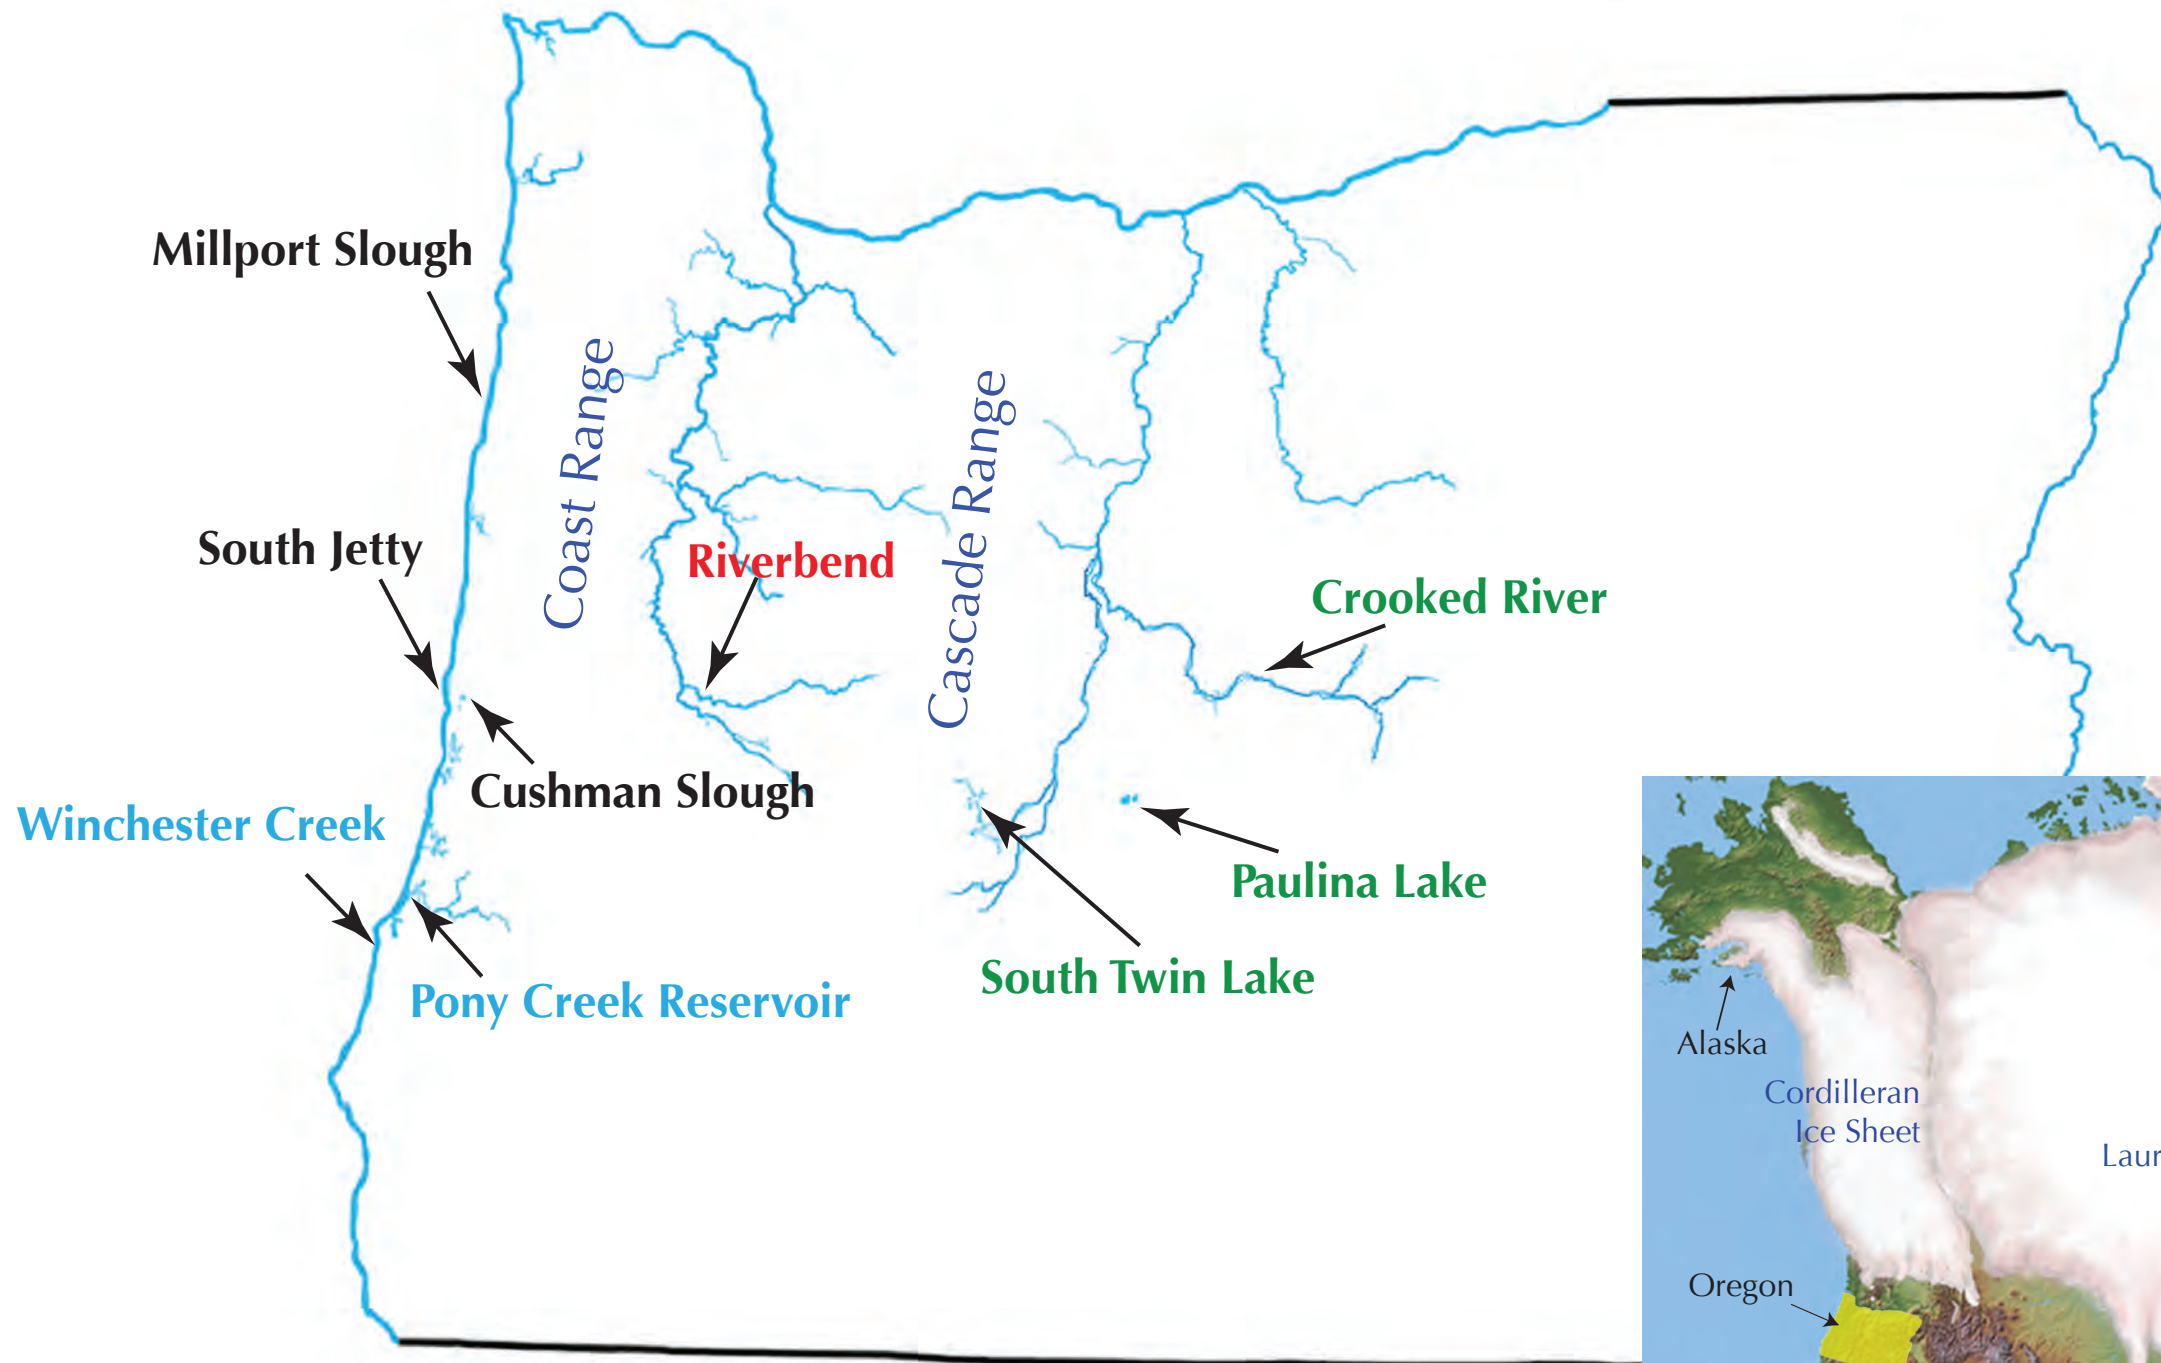 Millport Slough
Coast Range
Cascade Range
South Jetty
Riverbend
Crooked River
Cushman Slough
Winchester Creek
Paulina Lake
South Twin Lake
Pony Creek Reservoir
Alaska
Cordilleran
Ice Sheet
Laur
Oregon